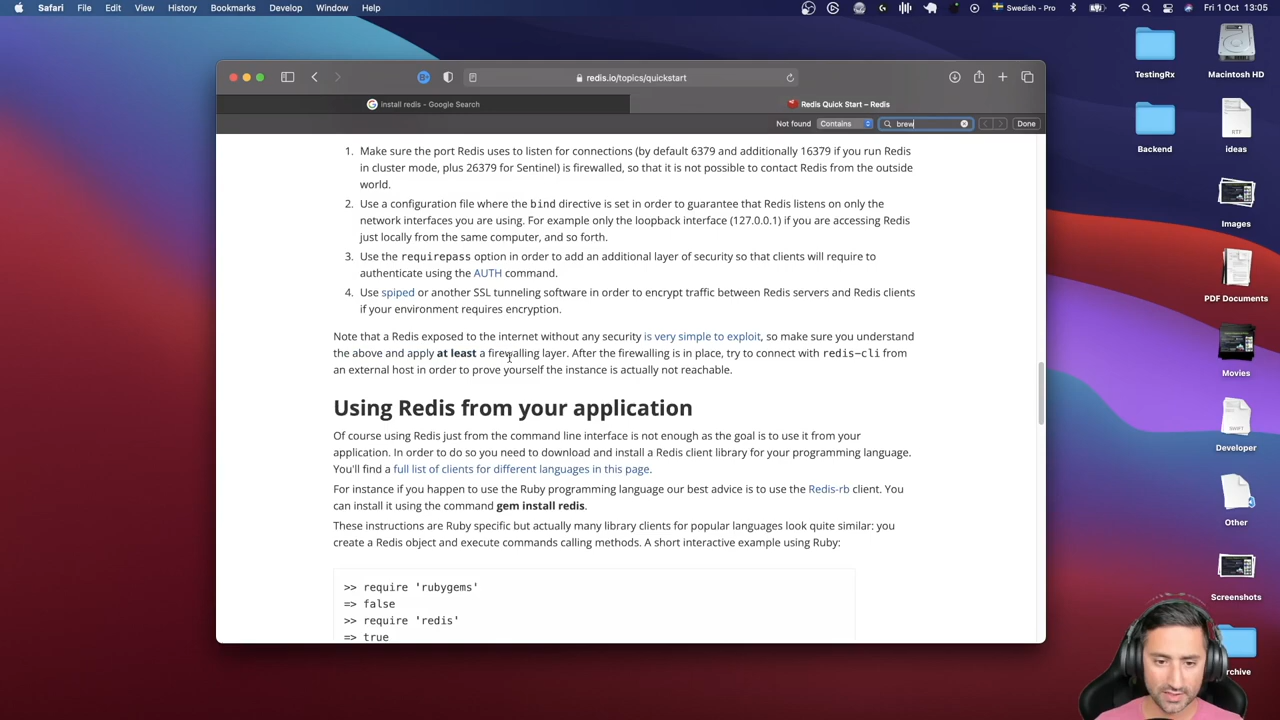 Safari File Edit View History Bookmarks Develop Window Help Swedish - Pro Fri 1 Oct 13:05
redis.io/topics/quickstart
install redis - Google Search Redis Quick Start – Redis
Not found Contains brew Done
1. Make sure the port Redis uses to listen for connections (by default 6379 and additionally 16379 if you run Redis
in cluster mode, plus 26379 for Sentinel) is firewalled, so that it is not possible to contact Redis from the outside
world.
2. Use a configuration file where the bind directive is set in order to guarantee that Redis listens on only the
network interfaces you are using. For example only the loopback interface (127.0.0.1) if you are accessing Redis
just locally from the same computer, and so forth.
3. Use the requirepass option in order to add an additional layer of security so that clients will require to
authenticate using the AUTH command.
4. Use spiped or another SSL tunneling software in order to encrypt traffic between Redis servers and Redis clients
if your environment requires encryption.
Note that a Redis exposed to the internet without any security is very simple to exploit, so make sure you understand
the above and apply at least a firewalling layer. After the firewalling is in place, try to connect with redis-cli from
an external host in order to prove yourself the instance is actually not reachable.
Using Redis from your application
Of course using Redis just from the command line interface is not enough as the goal is to use it from your
application. In order to do so you need to download and install a Redis client library for your programming language.
You'll find a full list of clients for different languages in this page.
For instance if you happen to use the Ruby programming language our best advice is to use the Redis-rb client. You
can install it using the command gem install redis.
These instructions are Ruby specific but actually many library clients for popular languages look quite similar: you
create a Redis object and execute commands calling methods. A short interactive example using Ruby:
>> require 'rubygems'
=> false
>> require 'redis'
=> true
TestingRx
Macintosh HD
Backend
ideas
Images
PDF Documents
Movies
Developer
Other
Screenshots
rchive